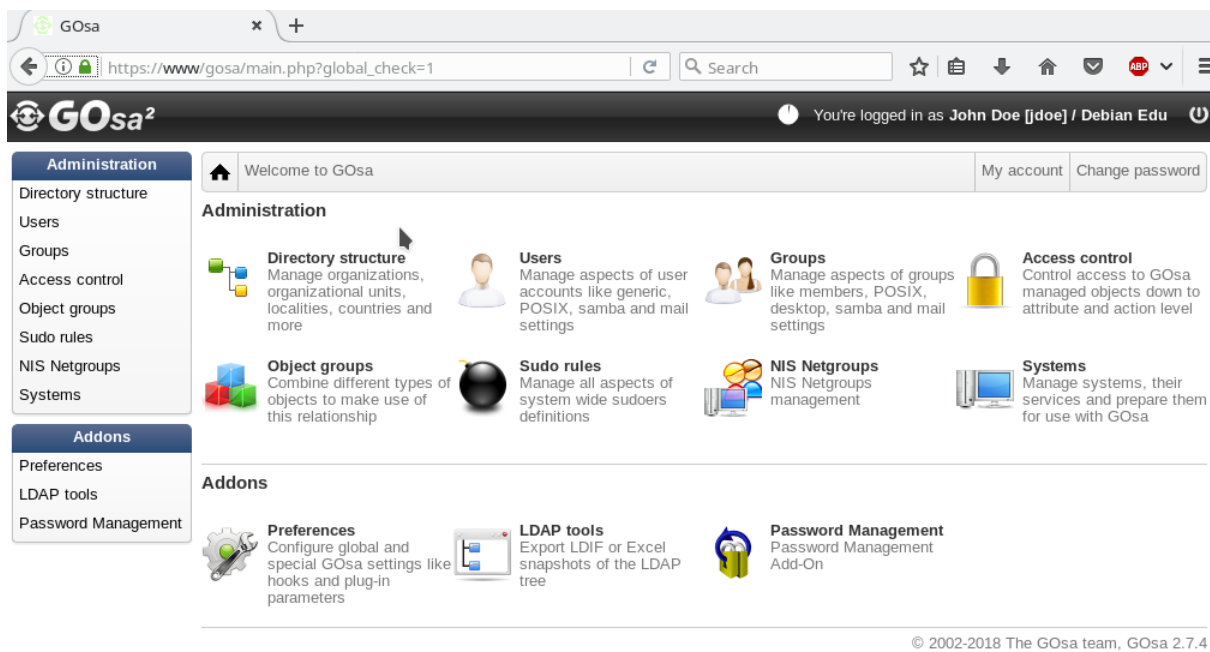 GOsa
https://www/gosa/main.php?global_check=1
Search
ABP
GOsa²
You're logged in as John Doe [jdoe] / Debian Edu
Administration
Directory structure
Users
Groups
Access control
Object groups
Sudo rules
NIS Netgroups
Systems
Addons
Preferences
LDAP tools
Password Management
Welcome to GOsa
My account
Change password
Administration
Directory structure
Manage organizations,
organizational units,
localities, countries and
more
Users
Manage aspects of user
accounts like generic,
POSIX, samba and mail
settings
Groups
Manage aspects of groups
like members, POSIX,
desktop, samba and mail
settings
Access control
Control access to GOsa
managed objects down to
attribute and action level
Object groups
Combine different types of
objects to make use of
this relationship
Sudo rules
Manage all aspects of
system wide sudoers
definitions
NIS Netgroups
NIS Netgroups
management
Systems
Manage systems, their
services and prepare them
for use with GOsa
Addons
Preferences
Configure global and
special GOsa settings like
hooks and plug-in
parameters
LDAP tools
Export LDIF or Excel
snapshots of the LDAP
tree
Password Management
Password Management
Add-On
© 2002-2018 The GOsa team, GOsa 2.7.4